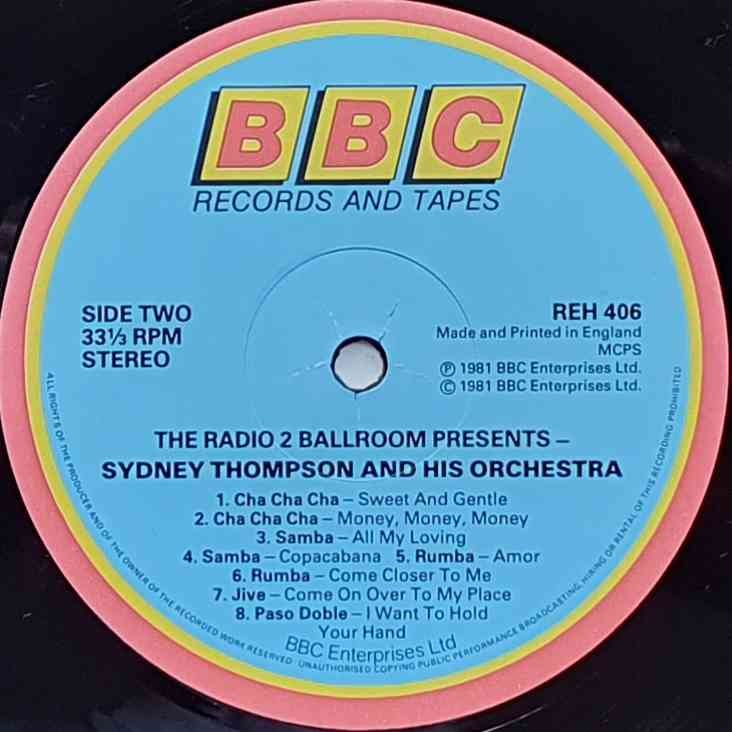 BBC
RECORDS AND TAPES
SIDE TWO
33⅓ RPM
STEREO
REH 406
Made and Printed in England
MCPS
Ⓟ 1981 BBC Enterprises Ltd.
© 1981 BBC Enterprises Ltd.
THE RADIO 2 BALLROOM PRESENTS –
SYDNEY THOMPSON AND HIS ORCHESTRA
1. Cha Cha Cha – Sweet And Gentle
2. Cha Cha Cha – Money, Money, Money
3. Samba – All My Loving
4. Samba – Copacabana 5. Rumba – Amor
6. Rumba – Come Closer To Me
7. Jive – Come On Over To My Place
8. Paso Doble – I Want To Hold
Your Hand
BBC Enterprises Ltd
ALL RIGHTS OF THE PRODUCER AND OF THE OWNER OF THE RECORDED WORK RESERVED · UNAUTHORISED COPYING PUBLIC PERFORMANCE BROADCASTING, HIRING OR RENTAL OF THIS RECORDING PROHIBITED